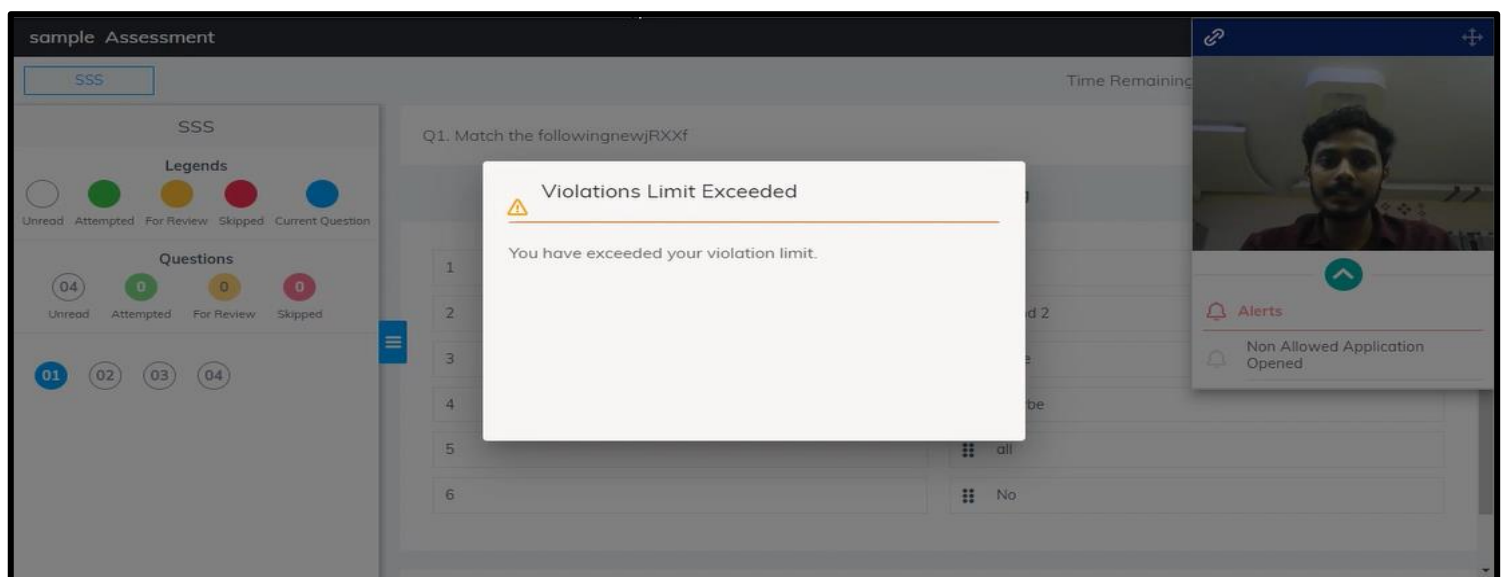 sample Assessment
SSS
Time Remaining
SSS
Legends
Unread Attempted For Review Skipped Current Question
Questions
04 0 0 0
Unread Attempted For Review Skipped
01 02 03 04
Q1. Match the followingnewjRXXf
Violations Limit Exceeded
You have exceeded your violation limit.
1
2
3
4
5 all
6 No
Alerts
Non Allowed Application
Opened